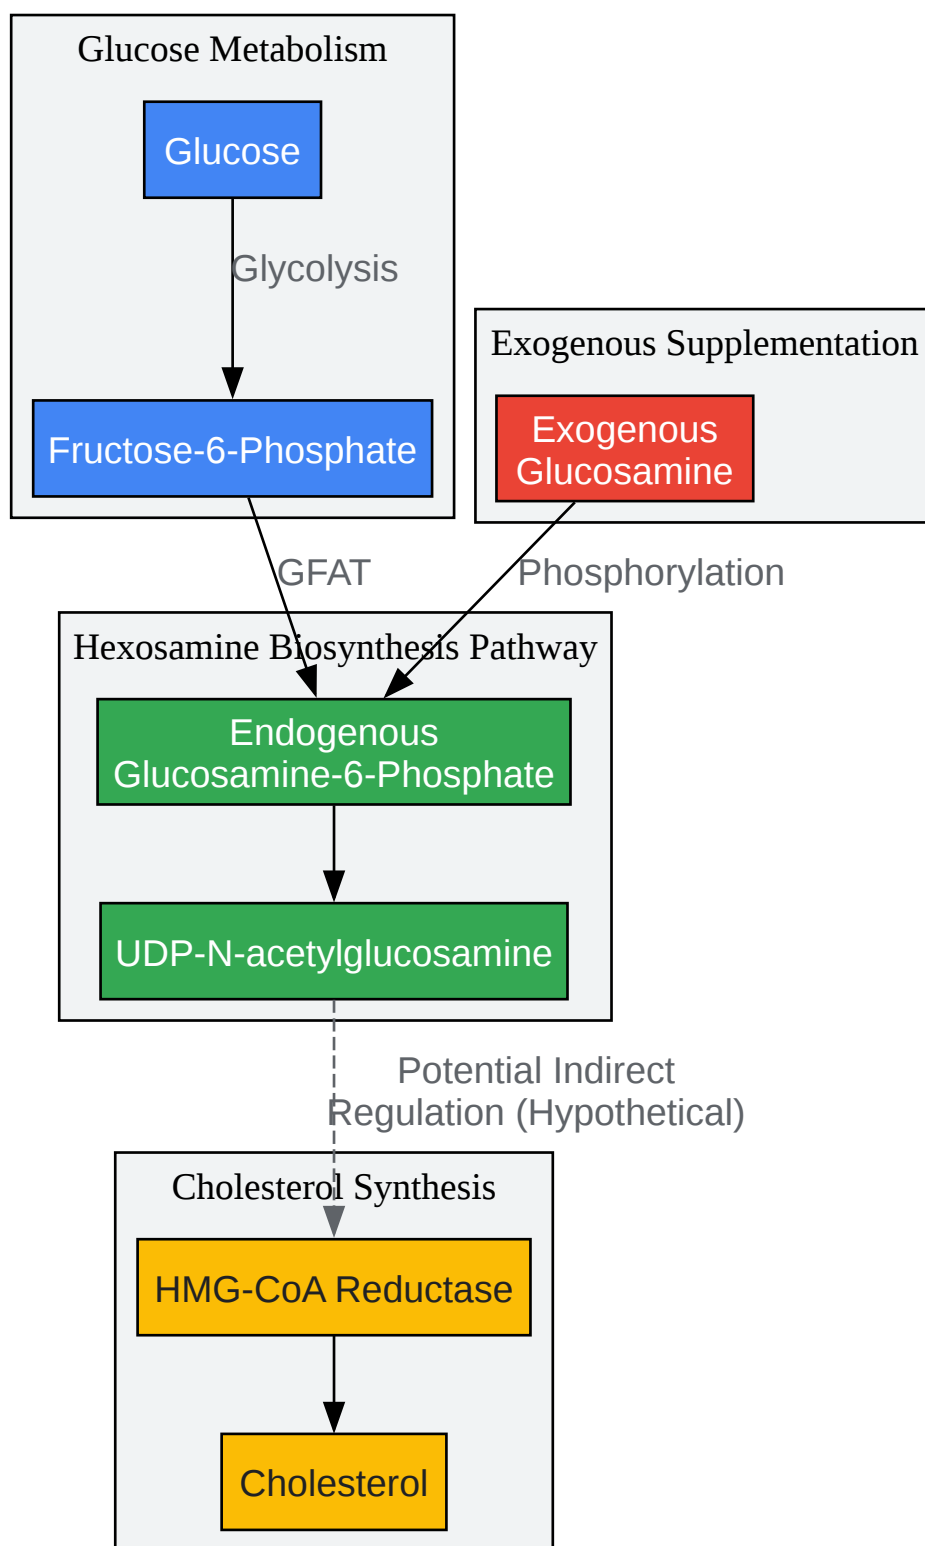 Glucose Metabolism
Glucose
Glycolysis
Exogenous Supplementation
Fructose-6-Phosphate
Exogenous
Glucosamine
GFAT
Phosphorylation
Hexosamine Biosynthesis Pathway
Endogenous
Glucosamine-6-Phosphate
UDP-N-acetylglucosamine
Potential Indirect
Regulation (Hypothetical)
Cholesterol Synthesis
HMG-CoA Reductase
Cholesterol